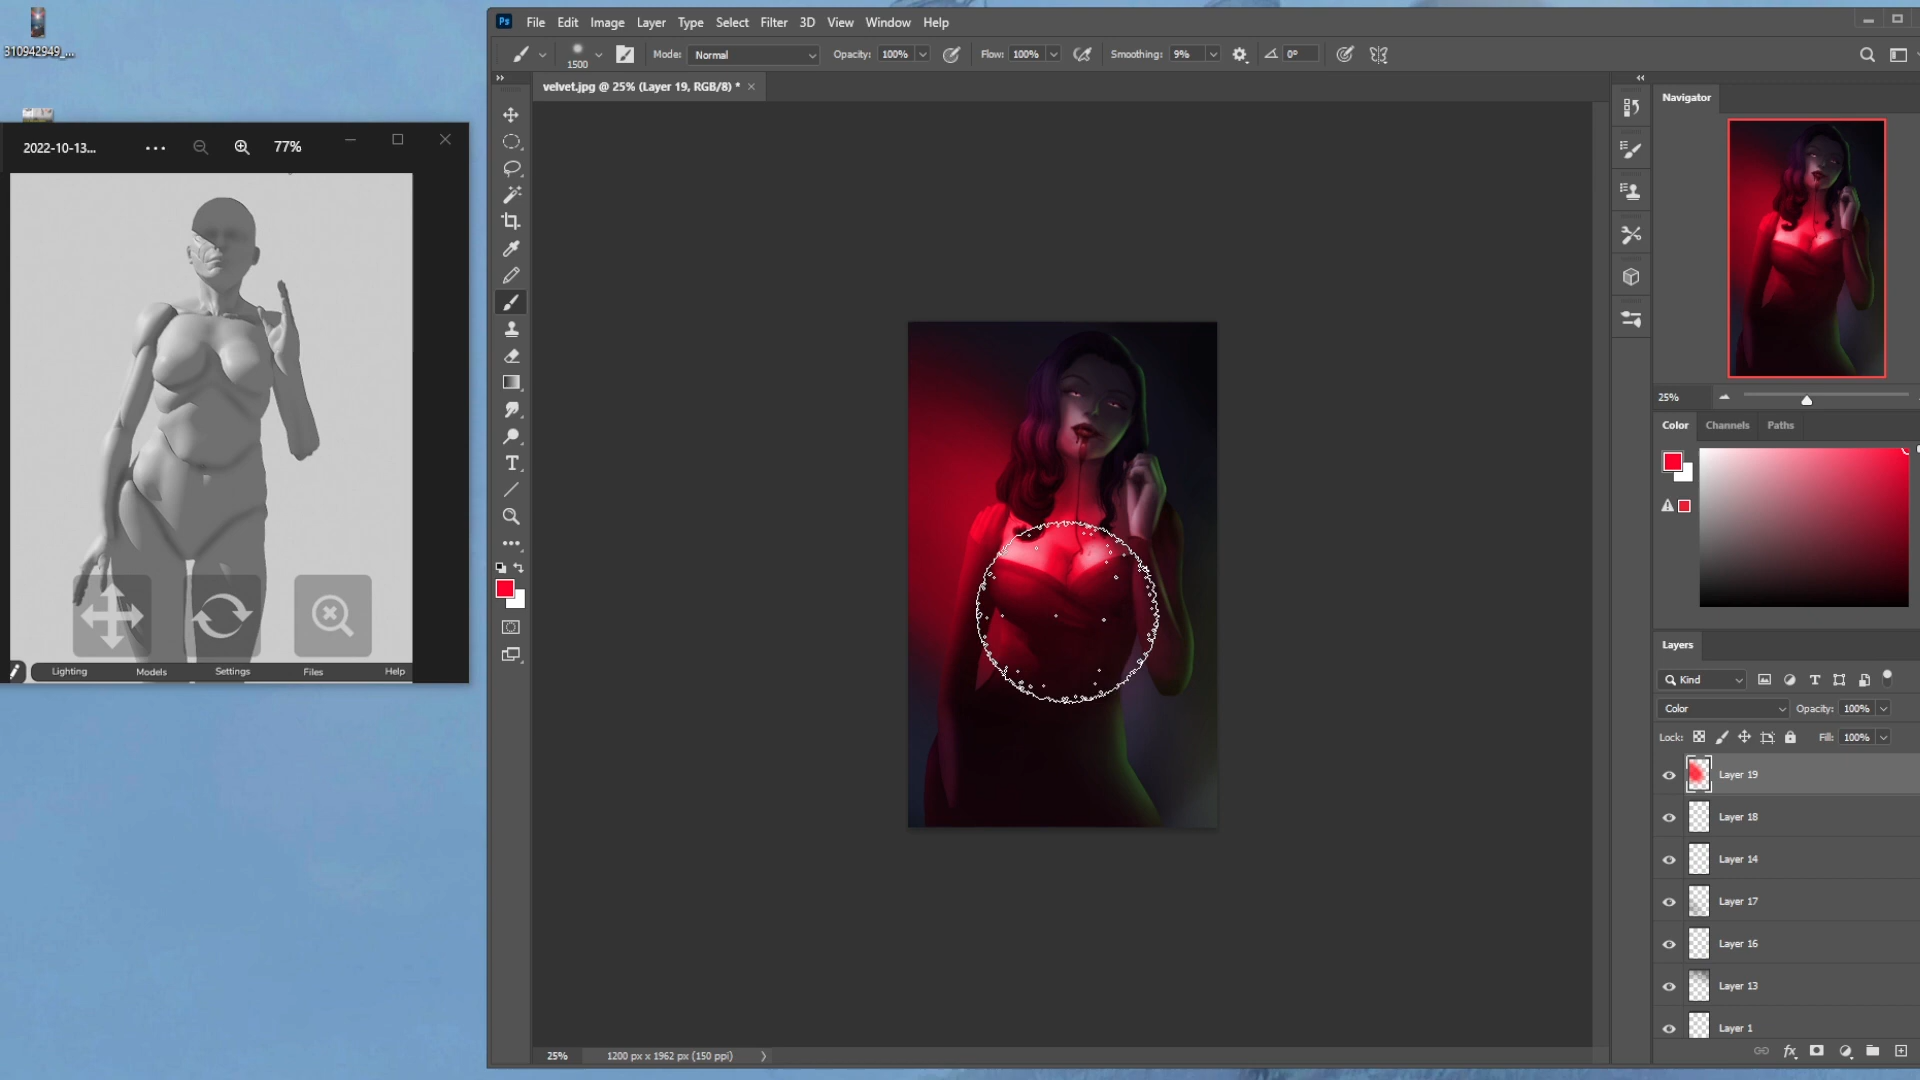 310942949_...
2022-10-13...
77%
Lighting
Models
Settings
Files
Help
Ps
File
Edit
Image
Layer
Type
Select
Filter
3D
View
Window
Help
1500
Mode:
Normal
Opacity:
100%
Flow:
100%
Smoothing:
9%
0°
velvet.jpg @ 25% (Layer 19, RGB/8) *
25%
1200 px x 1962 px (150 ppi)
Navigator
25%
Color
Channels
Paths
Layers
Kind
Color
Opacity:
100%
Lock:
Fill:
100%
Layer 19
Layer 18
Layer 14
Layer 17
Layer 16
Layer 13
Layer 1
fx